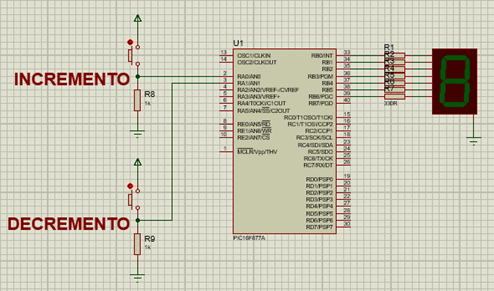 U1
INCREMENTO
R8
1k
DECREMENTO
R9
1k
13 OSC1/CLKIN
14 OSC2/CLKOUT
2 RA0/AN0
3 RA1/AN1
4 RA2/AN2/VREF-/CVREF
5 RA3/AN3/VREF+
6 RA4/T0CKI/C1OUT
7 RA5/AN4/SS/C2OUT
8 RE0/AN5/RD
9 RE1/AN6/WR
10 RE2/AN7/CS
1 MCLR/Vpp/THV
RB0/INT 33
RB1 34
RB2 35
RB3/PGM 36
RB4 37
RB5 38
RB6/PGC 39
RB7/PGD 40
RC0/T1OSO/T1CKI 15
RC1/T1OSI/CCP2 16
RC2/CCP1 17
RC3/SCK/SCL 18
RC4/SDI/SDA 23
RC5/SDO 24
RC6/TX/CK 25
RC7/RX/DT 26
RD0/PSP0 19
RD1/PSP1 20
RD2/PSP2 21
RD3/PSP3 22
RD4/PSP4 27
RD5/PSP5 28
RD6/PSP6 29
RD7/PSP7 30
PIC16F877A
R1
R2
330R